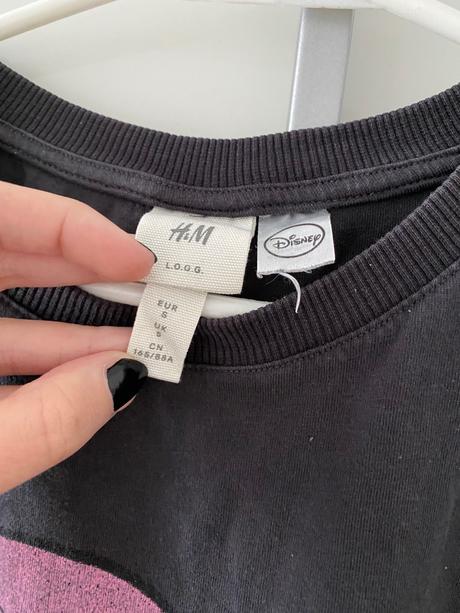 H&M
L.O.G.G.
Disney
EUR
S
UK
S
CN
165/88A